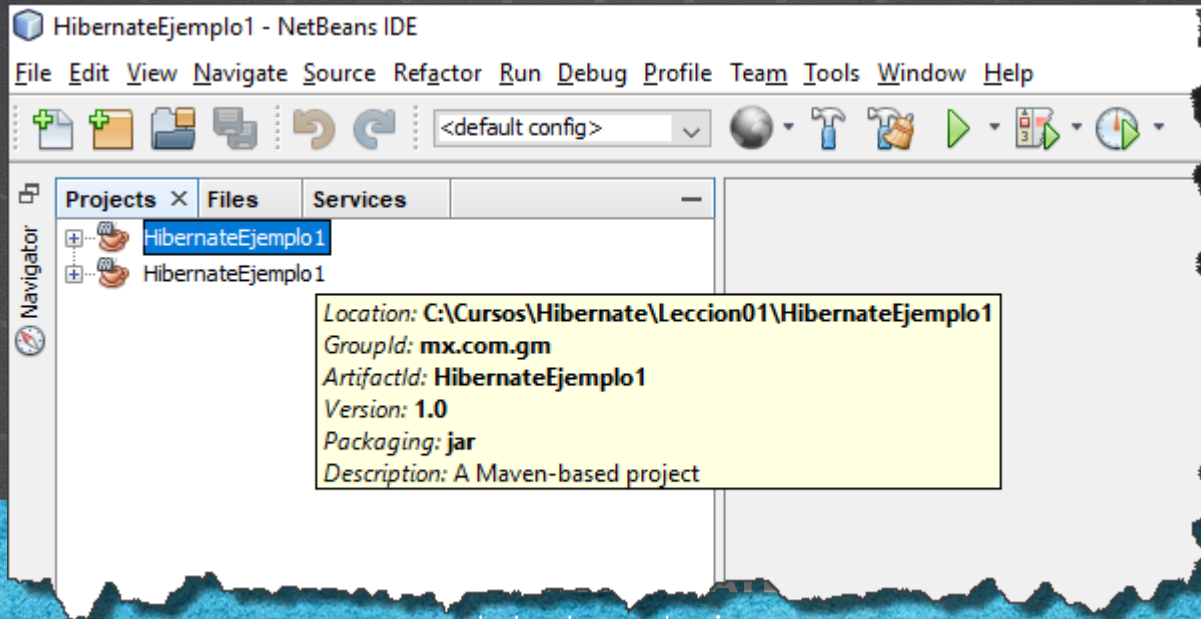 HibernateEjemplo1 - NetBeans IDE
File Edit View Navigate Source Refactor Run Debug Profile Team Tools Window Help
<default config>
Projects Files Services
Navigator
HibernateEjemplo1
HibernateEjemplo1
Location: C:\Cursos\Hibernate\Leccion01\HibernateEjemplo1
GroupId: mx.com.gm
ArtifactId: HibernateEjemplo1
Version: 1.0
Packaging: jar
Description: A Maven-based project